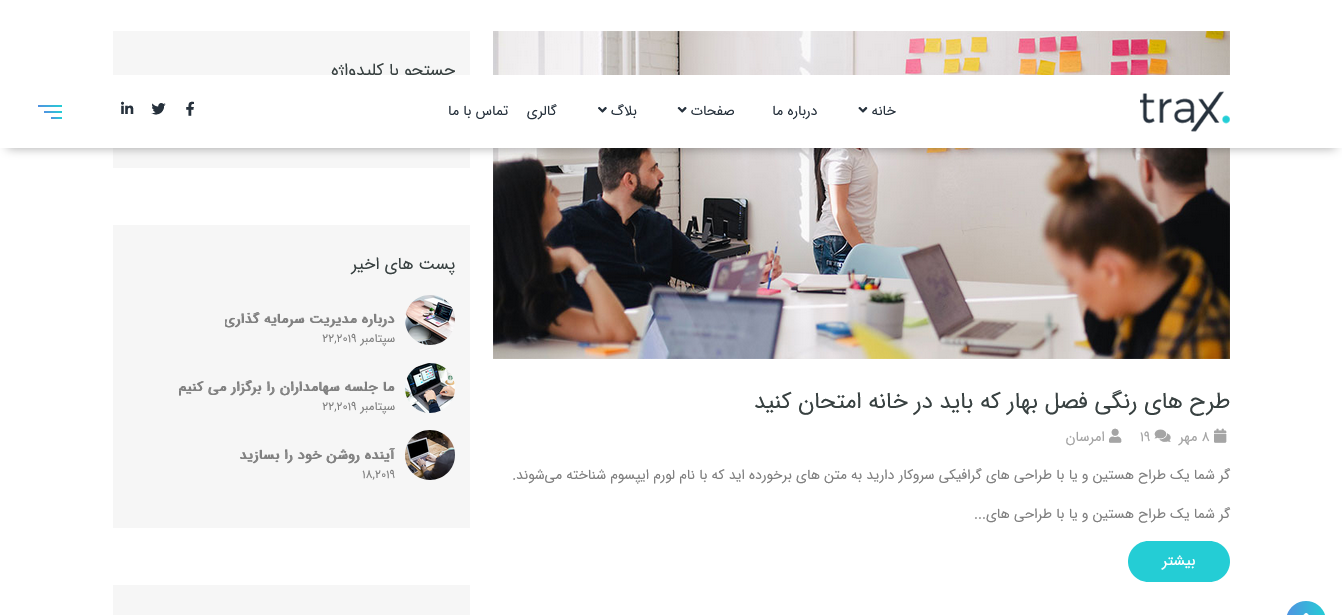 جستجو با کلیدواژه
trax.
خانه
درباره ما
صفحات
بلاگ
گالری
تماس با ما
طرح های رنگی فصل بهار که باید در خانه امتحان کنید
۸ مهر ۱۹ امرسان
گر شما یک طراح هستین و یا با طراحی های گرافیکی سروکار دارید به متن های برخورده اید که با نام لورم ایپسوم شناخته می‌شوند.
گر شما یک طراح هستین و یا با طراحی های...
بیشتر
پست های اخیر
درباره مدیریت سرمایه گذاری
سپتامبر ۲۲,۲۰۱۹
ما جلسه سهامداران را برگزار می کنیم
سپتامبر ۲۲,۲۰۱۹
آینده روشن خود را بسازید
۱۸,۲۰۱۹